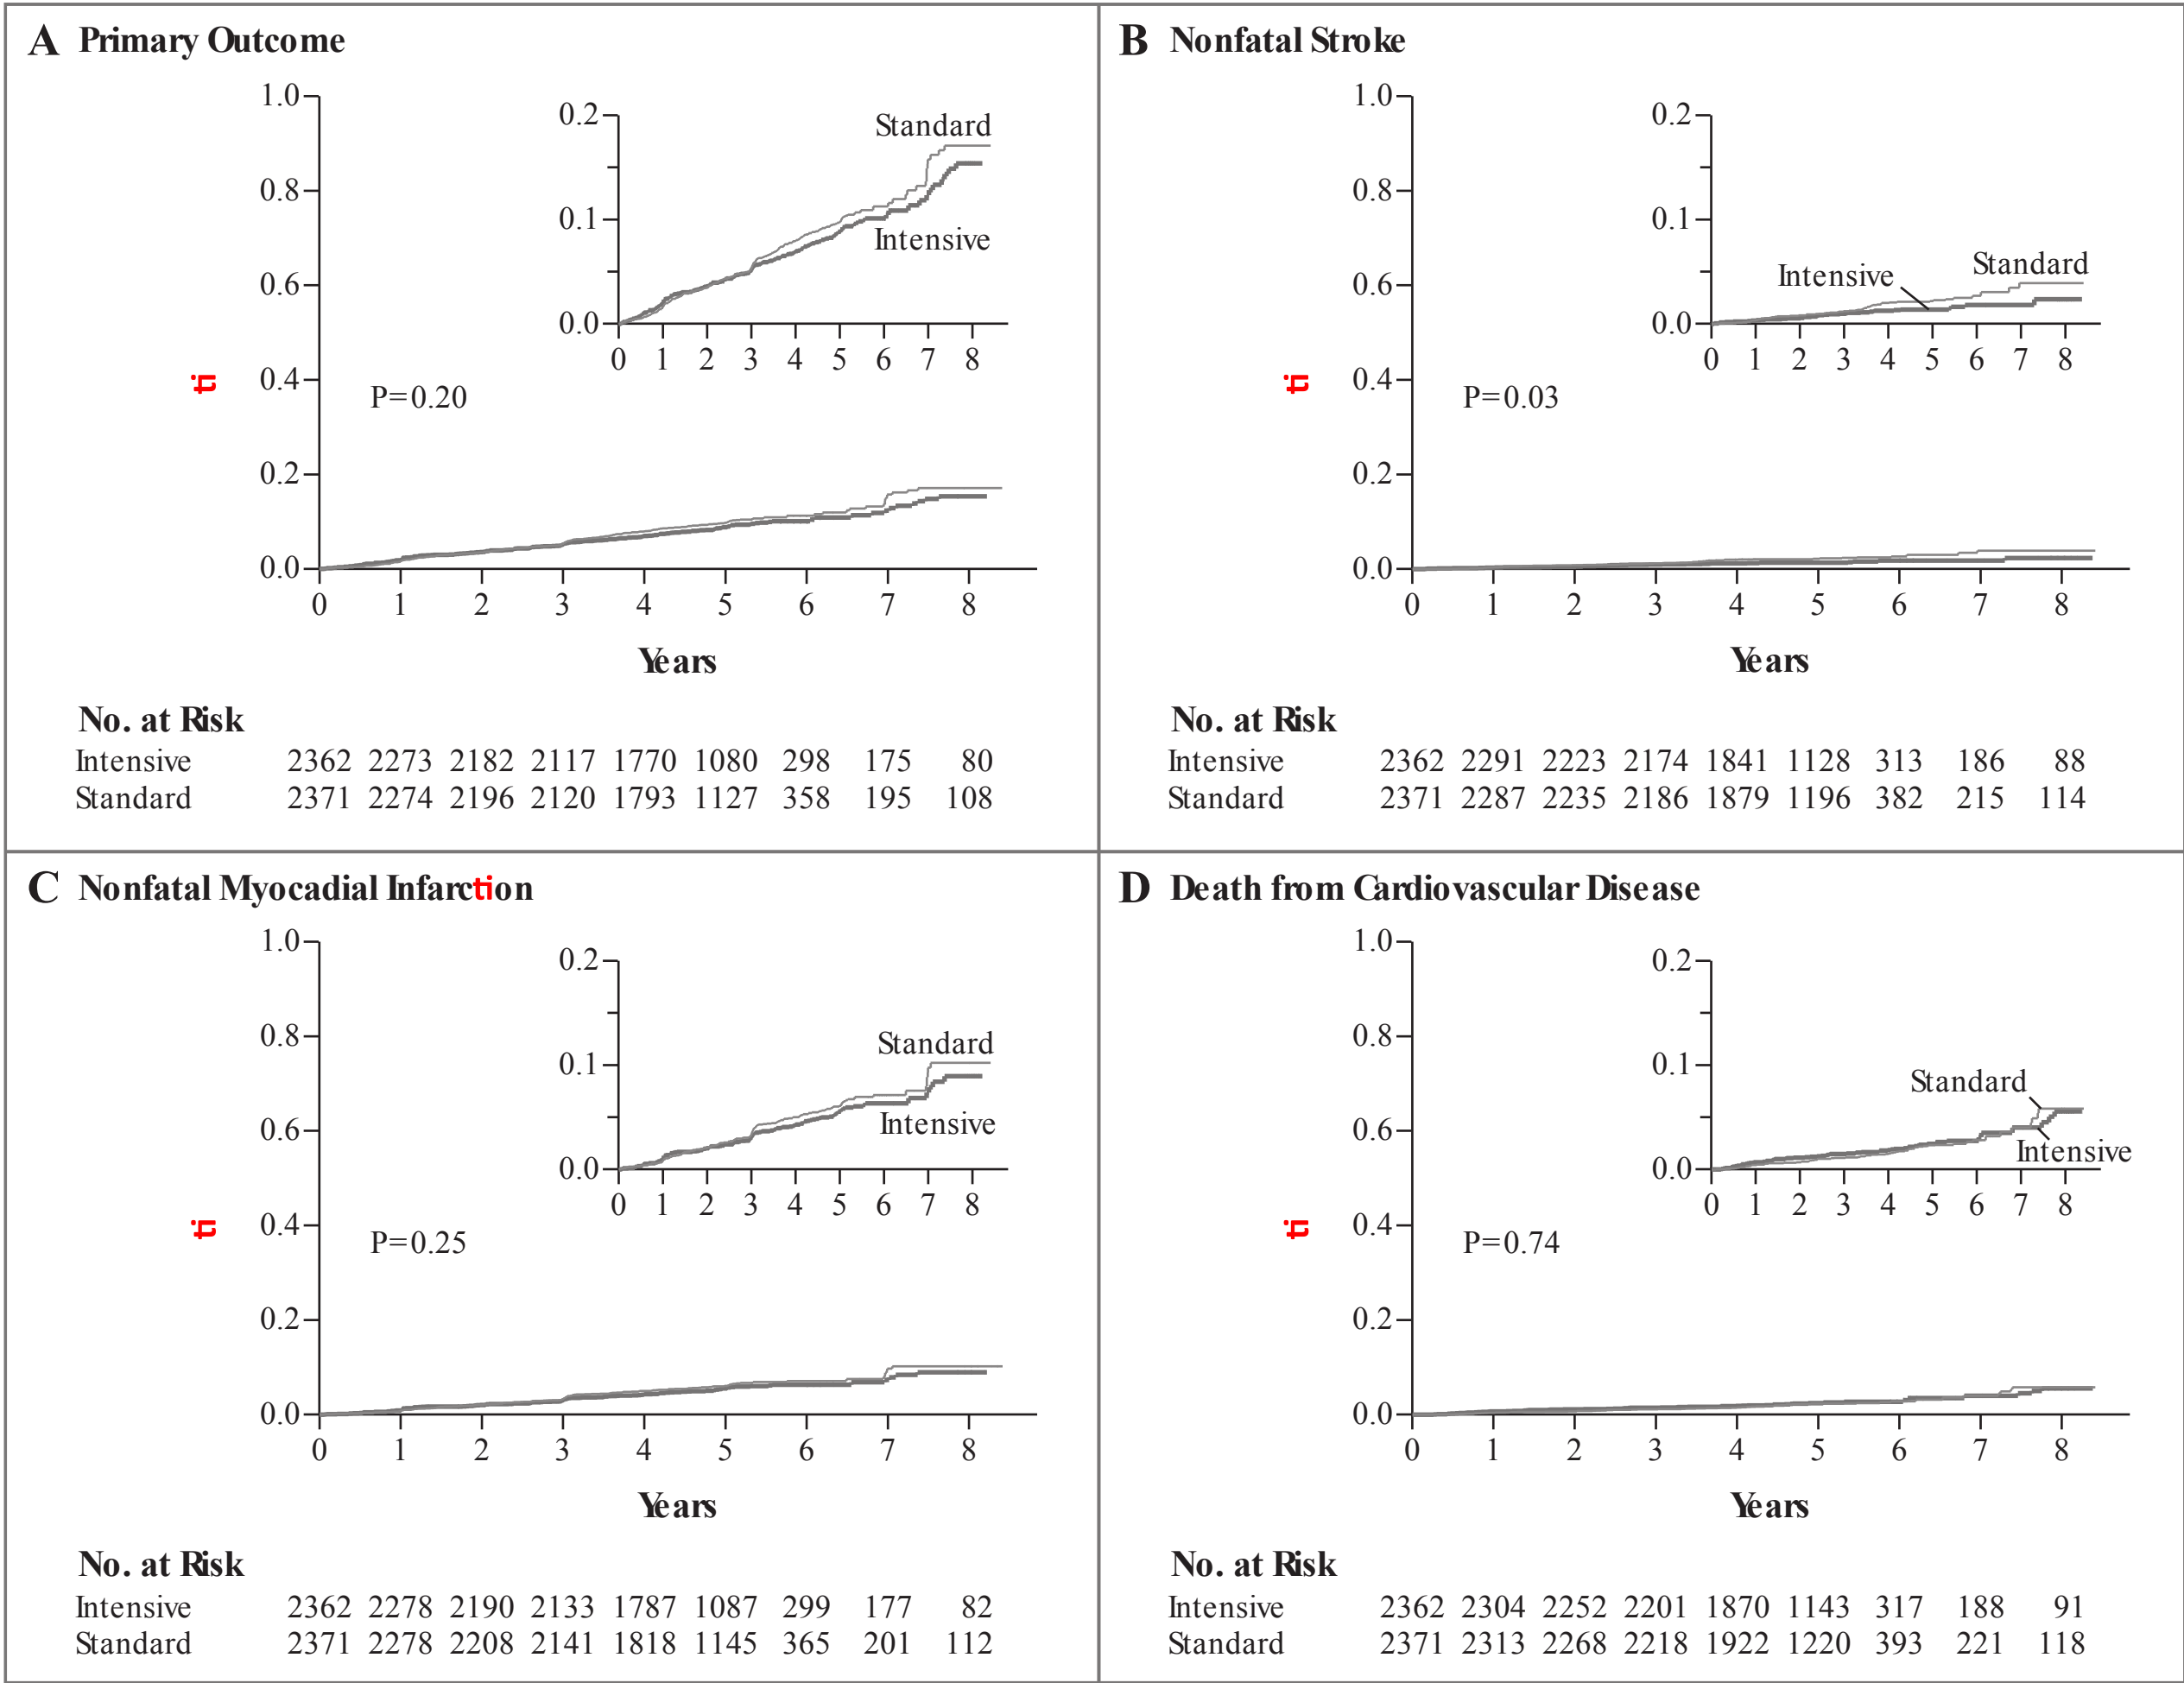 A Primary Outcome
1.0
0.8
0.6
0.4
0.2
0.0
0 1 2 3 4 5 6 7 8
0.2
0.1
0.0
0 1 2 3 4 5 6 7 8
Standard
Intensive
ti
P=0.20
Years
No. at Risk
Intensive 2362 2273 2182 2117 1770 1080 298 175 80
Standard 2371 2274 2196 2120 1793 1127 358 195 108
B Nonfatal Stroke
1.0
0.8
0.6
0.4
0.2
0.0
0 1 2 3 4 5 6 7 8
0.2
0.1
0.0
0 1 2 3 4 5 6 7 8
Intensive
Standard
ti
P=0.03
Years
No. at Risk
Intensive 2362 2291 2223 2174 1841 1128 313 186 88
Standard 2371 2287 2235 2186 1879 1196 382 215 114
C Nonfatal Myocadial Infarction
1.0
0.8
0.6
0.4
0.2
0.0
0 1 2 3 4 5 6 7 8
0.2
0.1
0.0
0 1 2 3 4 5 6 7 8
Standard
Intensive
ti
P=0.25
Years
No. at Risk
Intensive 2362 2278 2190 2133 1787 1087 299 177 82
Standard 2371 2278 2208 2141 1818 1145 365 201 112
D Death from Cardiovascular Disease
1.0
0.8
0.6
0.4
0.2
0.0
0 1 2 3 4 5 6 7 8
0.2
0.1
0.0
0 1 2 3 4 5 6 7 8
Standard
Intensive
ti
P=0.74
Years
No. at Risk
Intensive 2362 2304 2252 2201 1870 1143 317 188 91
Standard 2371 2313 2268 2218 1922 1220 393 221 118